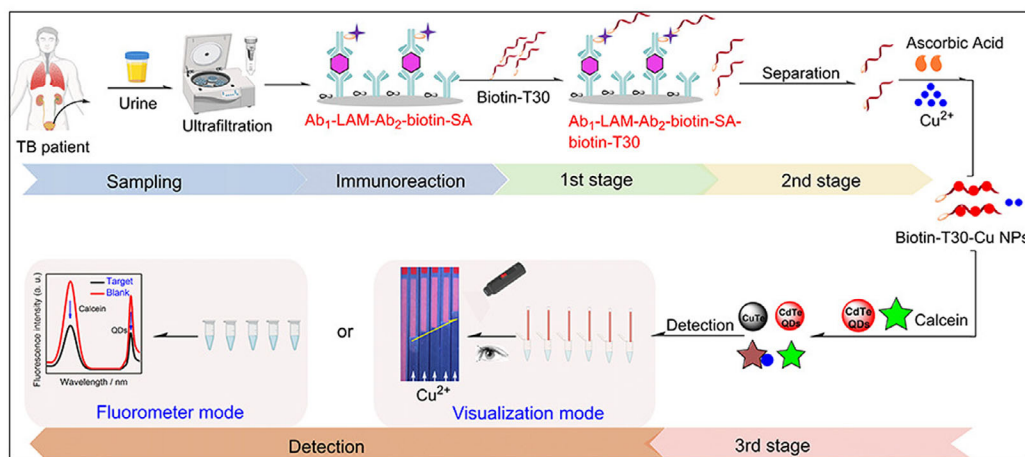 TB patient
Urine
Ultrafiltration
Ab₁-LAM-Ab₂-biotin-SA
Biotin-T30
Ab₁-LAM-Ab₂-biotin-SA-
biotin-T30
Separation
Ascorbic Acid
Cu²⁺
Sampling
Immunoreaction
1st stage
2nd stage
Biotin-T30-Cu NPs
Fluorescence intensity (a. u.)
Target
Blank
Calcein
QDs
Wavelength / nm
Fluorometer mode
or
Cu²⁺
Visualization mode
Detection
CuTe
CdTe
QDs
CdTe
QDs
Calcein
Detection
3rd stage